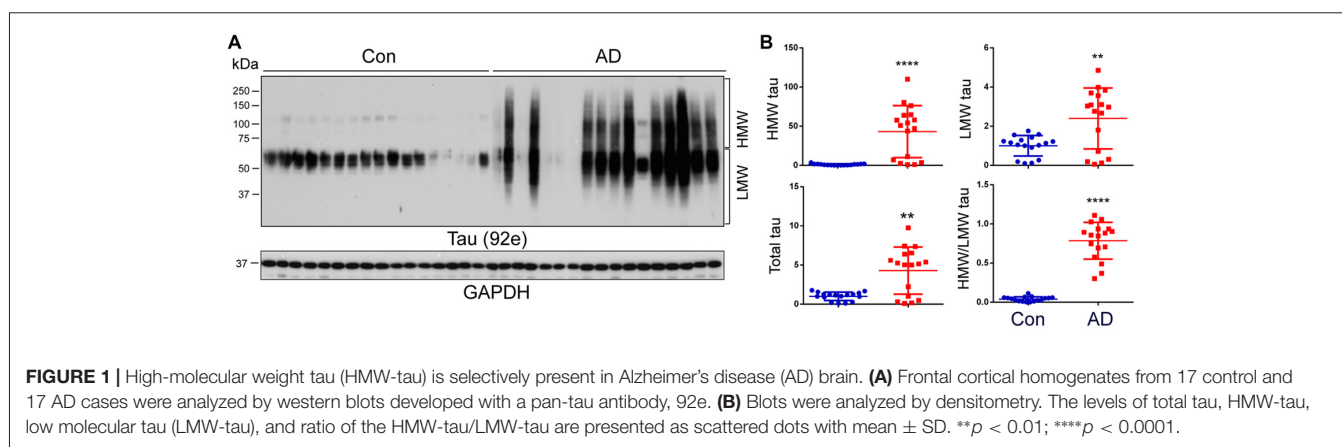 A
kDa
Con
AD
250
150
100
75
50
37
HMW
LMW
Tau (92e)
37
GAPDH
B
HMW tau
150
100
50
0
****
LMW tau
6
4
2
0
**
Total tau
15
10
5
0
**
HMW/LMW tau
1.5
1.0
0.5
0.0
****
Con
AD
FIGURE 1 | High-molecular weight tau (HMW-tau) is selectively present in Alzheimer's disease (AD) brain. (A) Frontal cortical homogenates from 17 control and
17 AD cases were analyzed by western blots developed with a pan-tau antibody, 92e. (B) Blots were analyzed by densitometry. The levels of total tau, HMW-tau,
low molecular tau (LMW-tau), and ratio of the HMW-tau/LMW-tau are presented as scattered dots with mean ± SD. **p < 0.01; ****p < 0.0001.